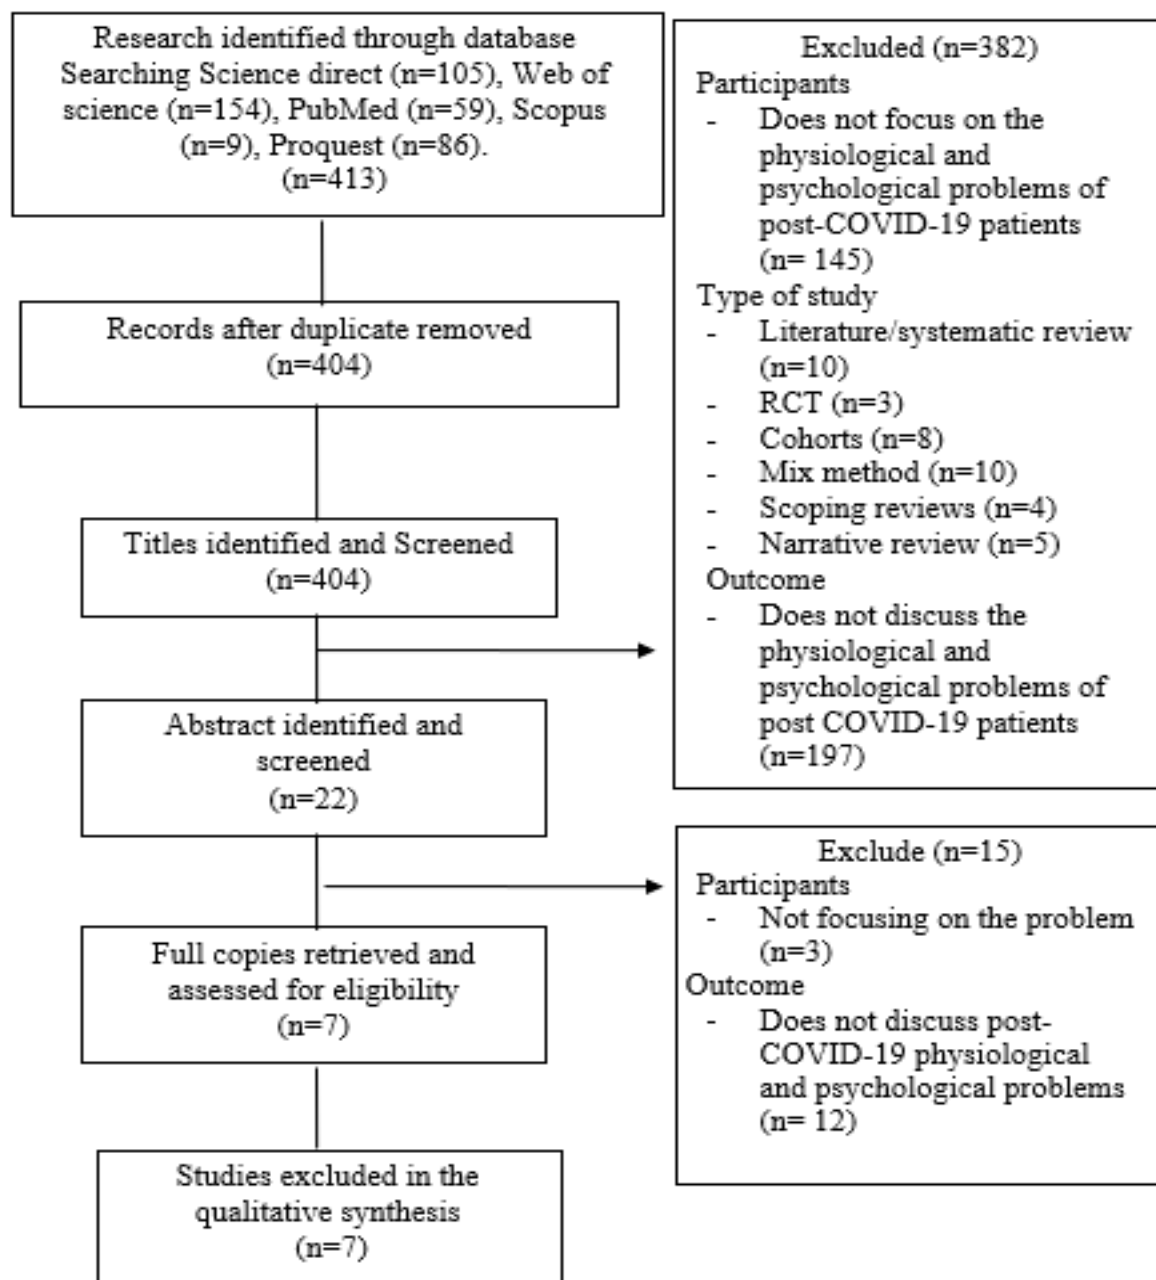 Research identified through database
Searching Science direct (n=105), Web of
science (n=154), PubMed (n=59), Scopus
(n=9), Proquest (n=86).
(n=413)
Records after duplicate removed
(n=404)
Titles identified and Screened
(n=404)
Abstract identified and
screened
(n=22)
Full copies retrieved and
assessed for eligibility
(n=7)
Studies excluded in the
qualitative synthesis
(n=7)
Excluded (n=382)
Participants
- Does not focus on the
physiological and
psychological problems of
post-COVID-19 patients
(n= 145)
Type of study
- Literature/systematic review
(n=10)
- RCT (n=3)
- Cohorts (n=8)
- Mix method (n=10)
- Scoping reviews (n=4)
- Narrative review (n=5)
Outcome
- Does not discuss the
physiological and
psychological problems of
post COVID-19 patients
(n=197)
Exclude (n=15)
Participants
- Not focusing on the problem
(n=3)
Outcome
- Does not discuss post-
COVID-19 physiological
and psychological problems
(n= 12)